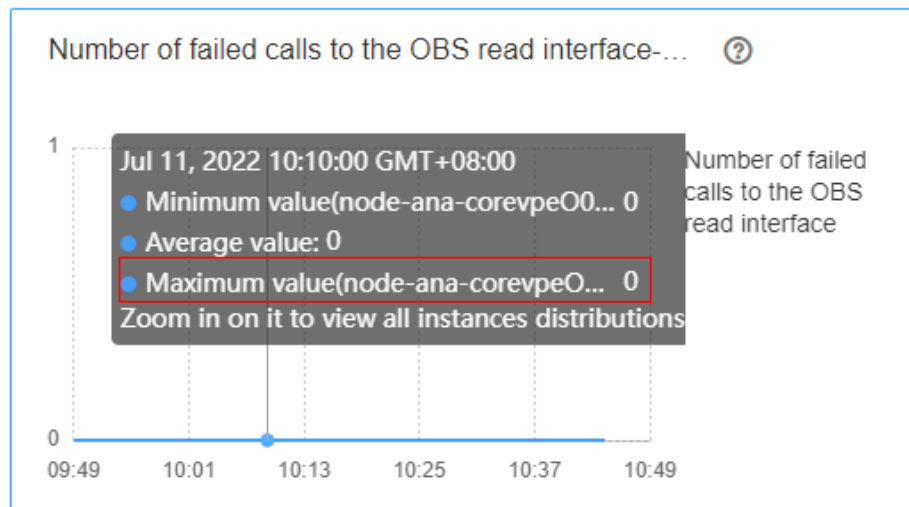 Number of failed calls to the OBS read interface-...
1
Jul 11, 2022 10:10:00 GMT+08:00
Minimum value(node-ana-corevpeO0... 0
Average value: 0
Maximum value(node-ana-corevpeO... 0
Zoom in on it to view all instances distributions
Number of failed
calls to the OBS
read interface
0
09:49 10:01 10:13 10:25 10:37 10:49